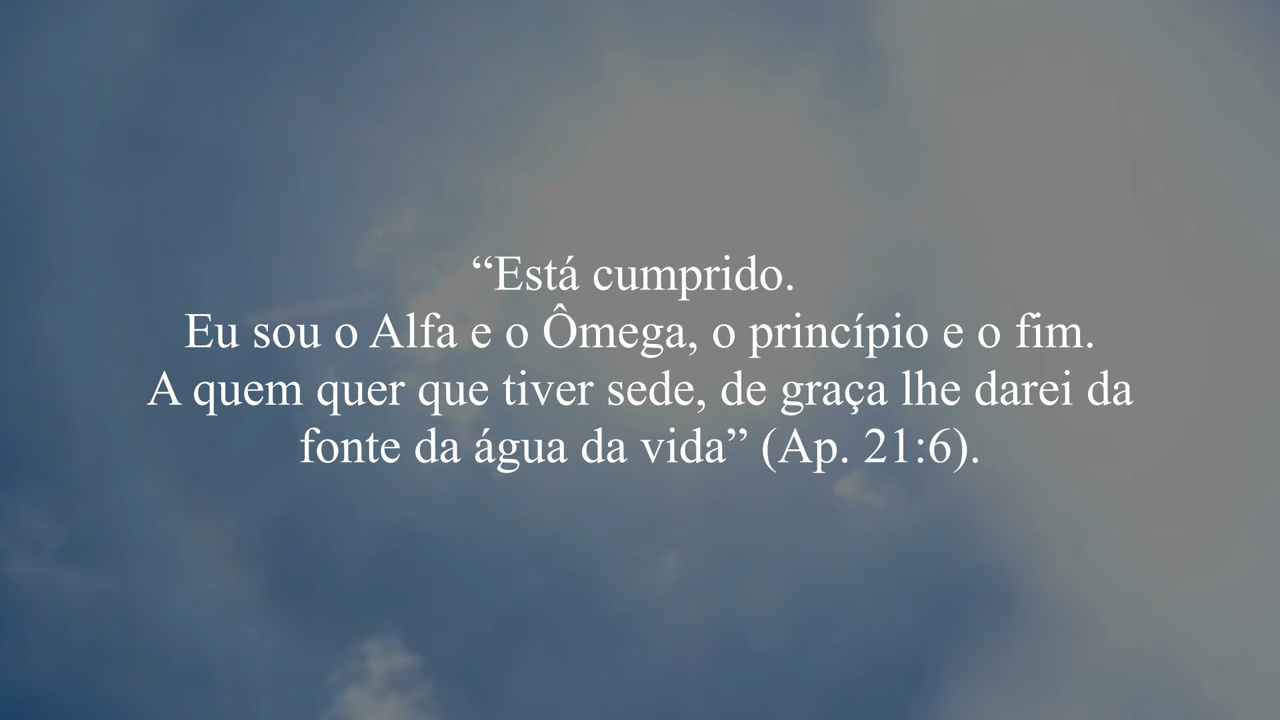 “Está cumprido.
Eu sou o Alfa e o Ômega, o princípio e o fim.
A quem quer que tiver sede, de graça lhe darei da
fonte da água da vida” (Ap. 21:6).